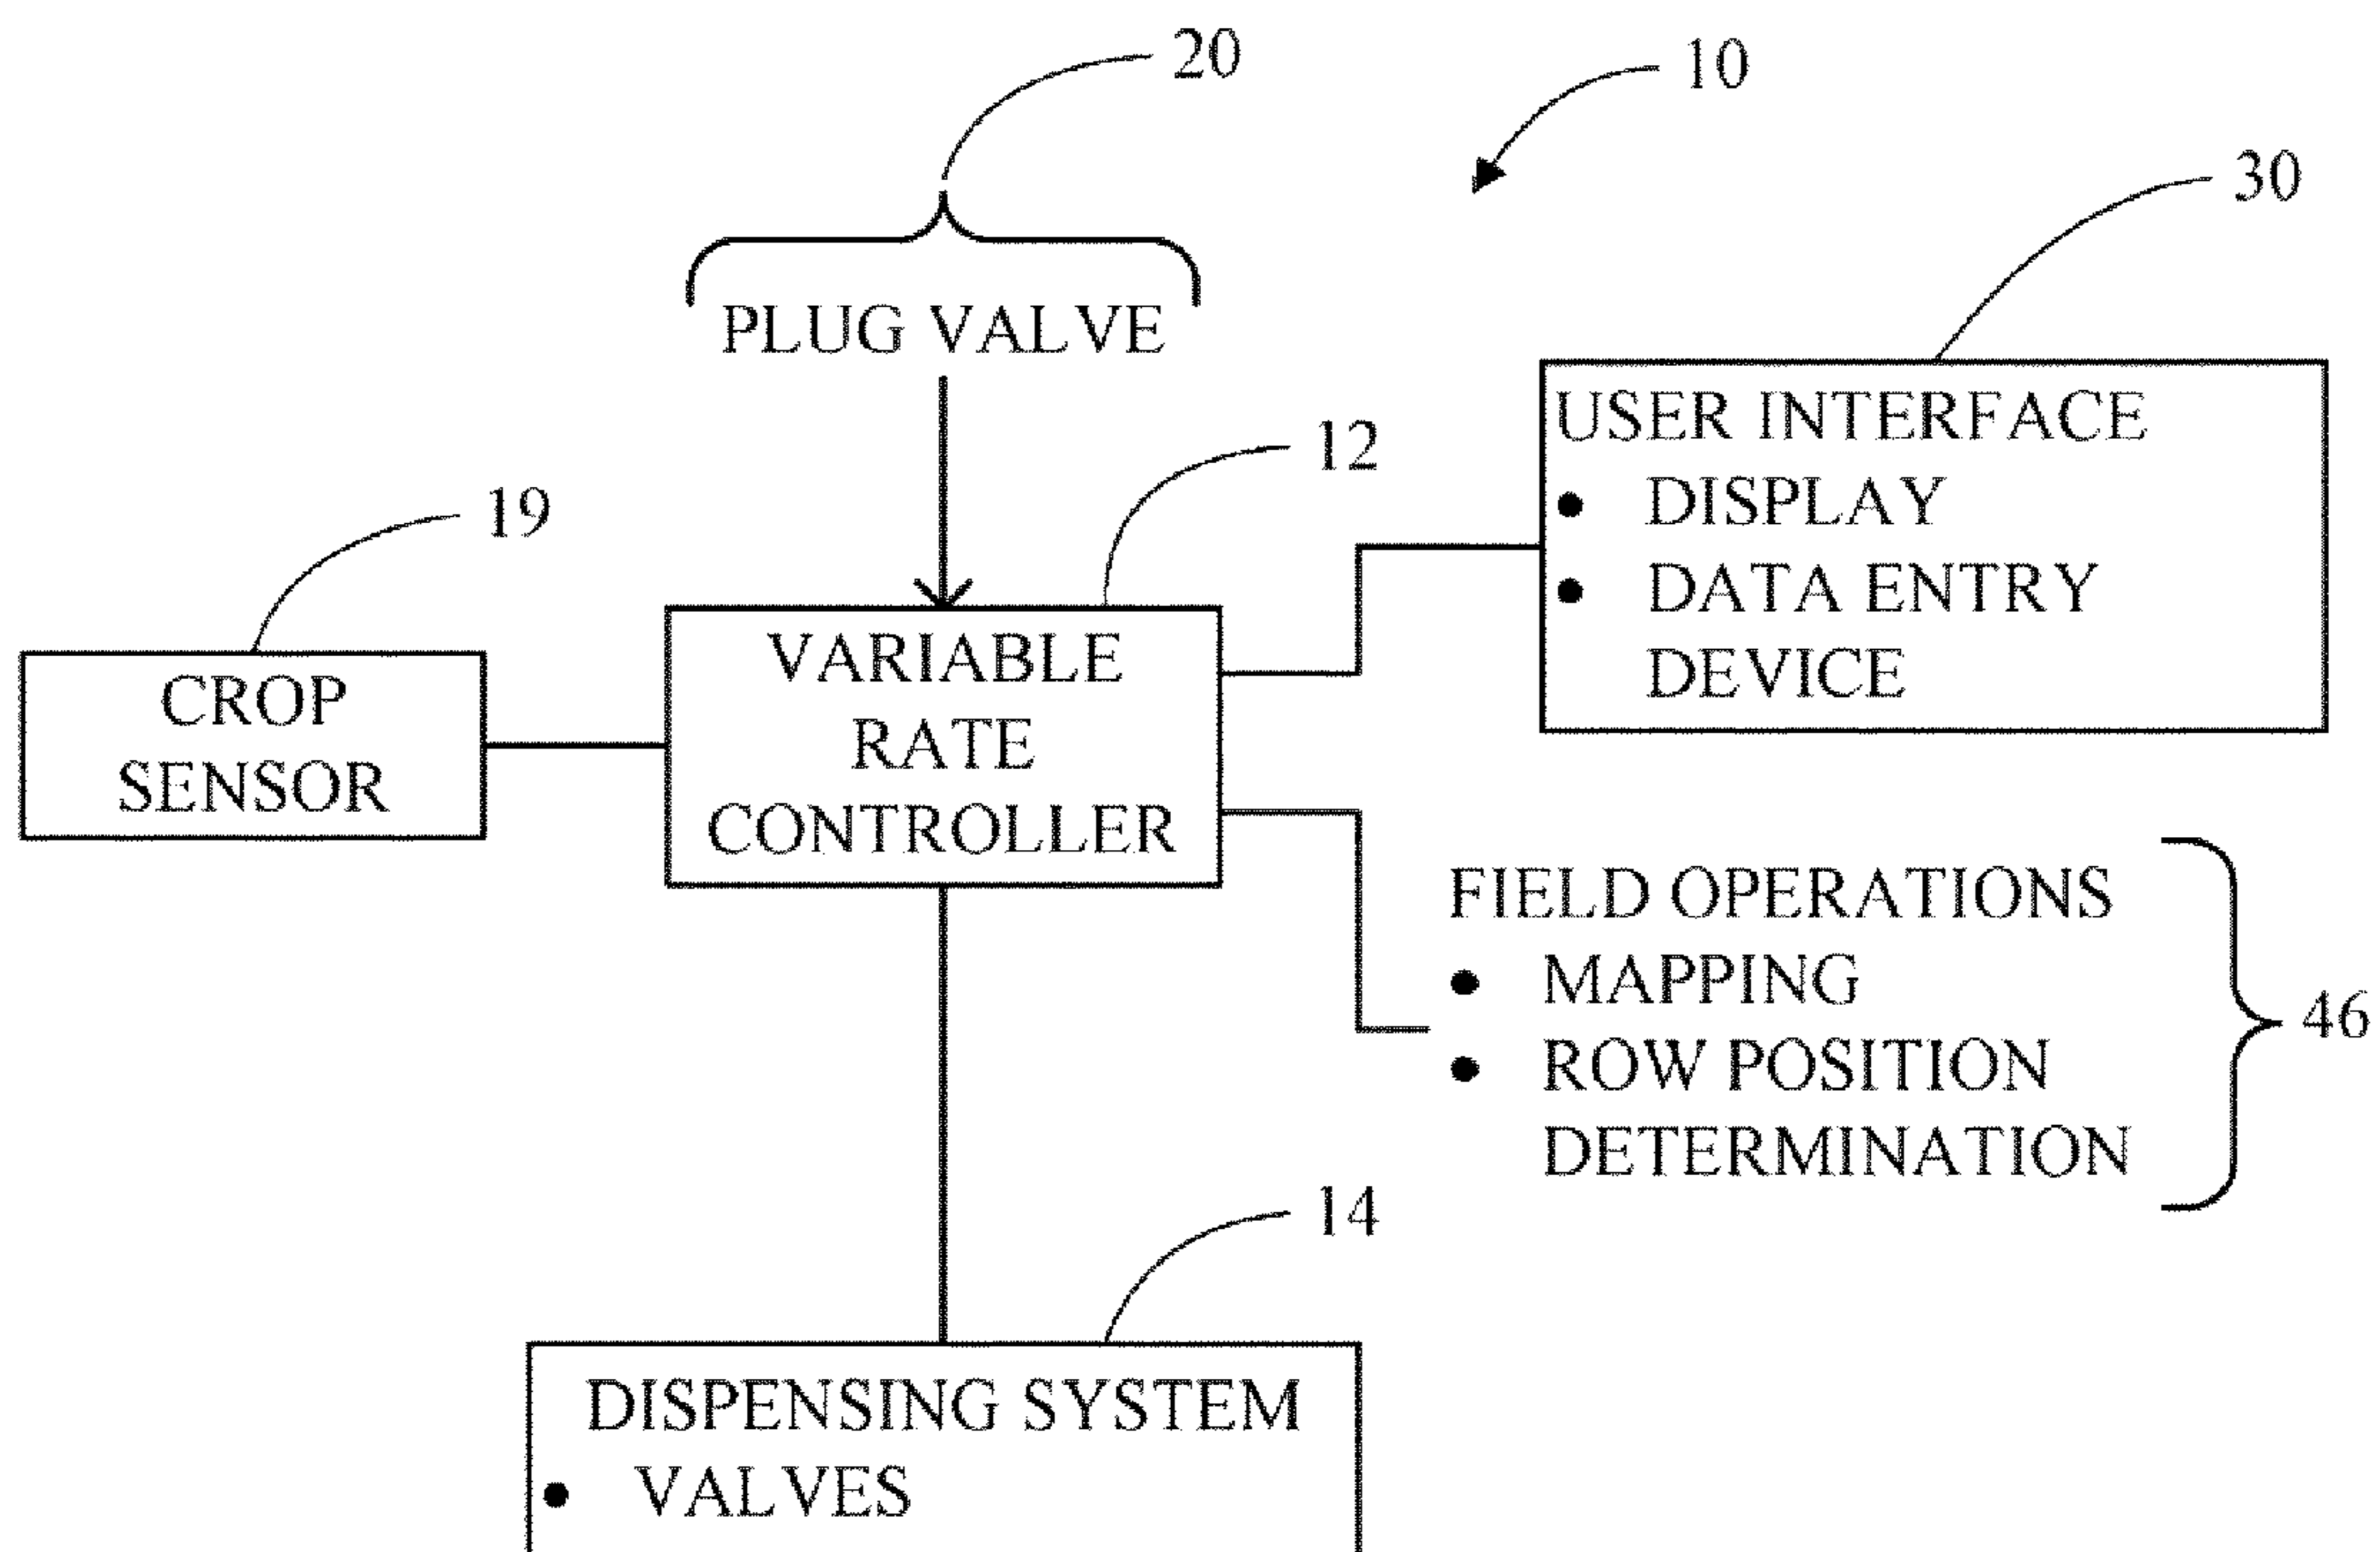 20
10
30
PLUG VALVE
12
USER INTERFACE
• DISPLAY
• DATA ENTRY
DEVICE
19
CROP
SENSOR
VARIABLE
RATE
CONTROLLER
FIELD OPERATIONS
• MAPPING
• ROW POSITION
DETERMINATION
46
14
DISPENSING SYSTEM
• VALVES